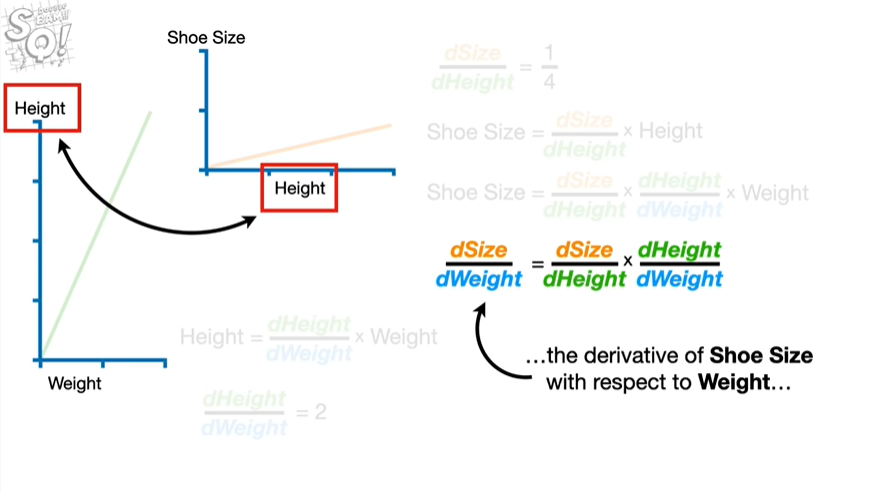 SQ!
Shoe Size
Height
Height
Weight
dSize/dHeight = 1/4
Shoe Size = dSize/dHeight x Height
Shoe Size = dSize/dHeight x dHeight/dWeight x Weight
dSize/dWeight = dSize/dHeight x dHeight/dWeight
…the derivative of Shoe Size
with respect to Weight…
Height = dHeight/dWeight x Weight
dHeight/dWeight = 2